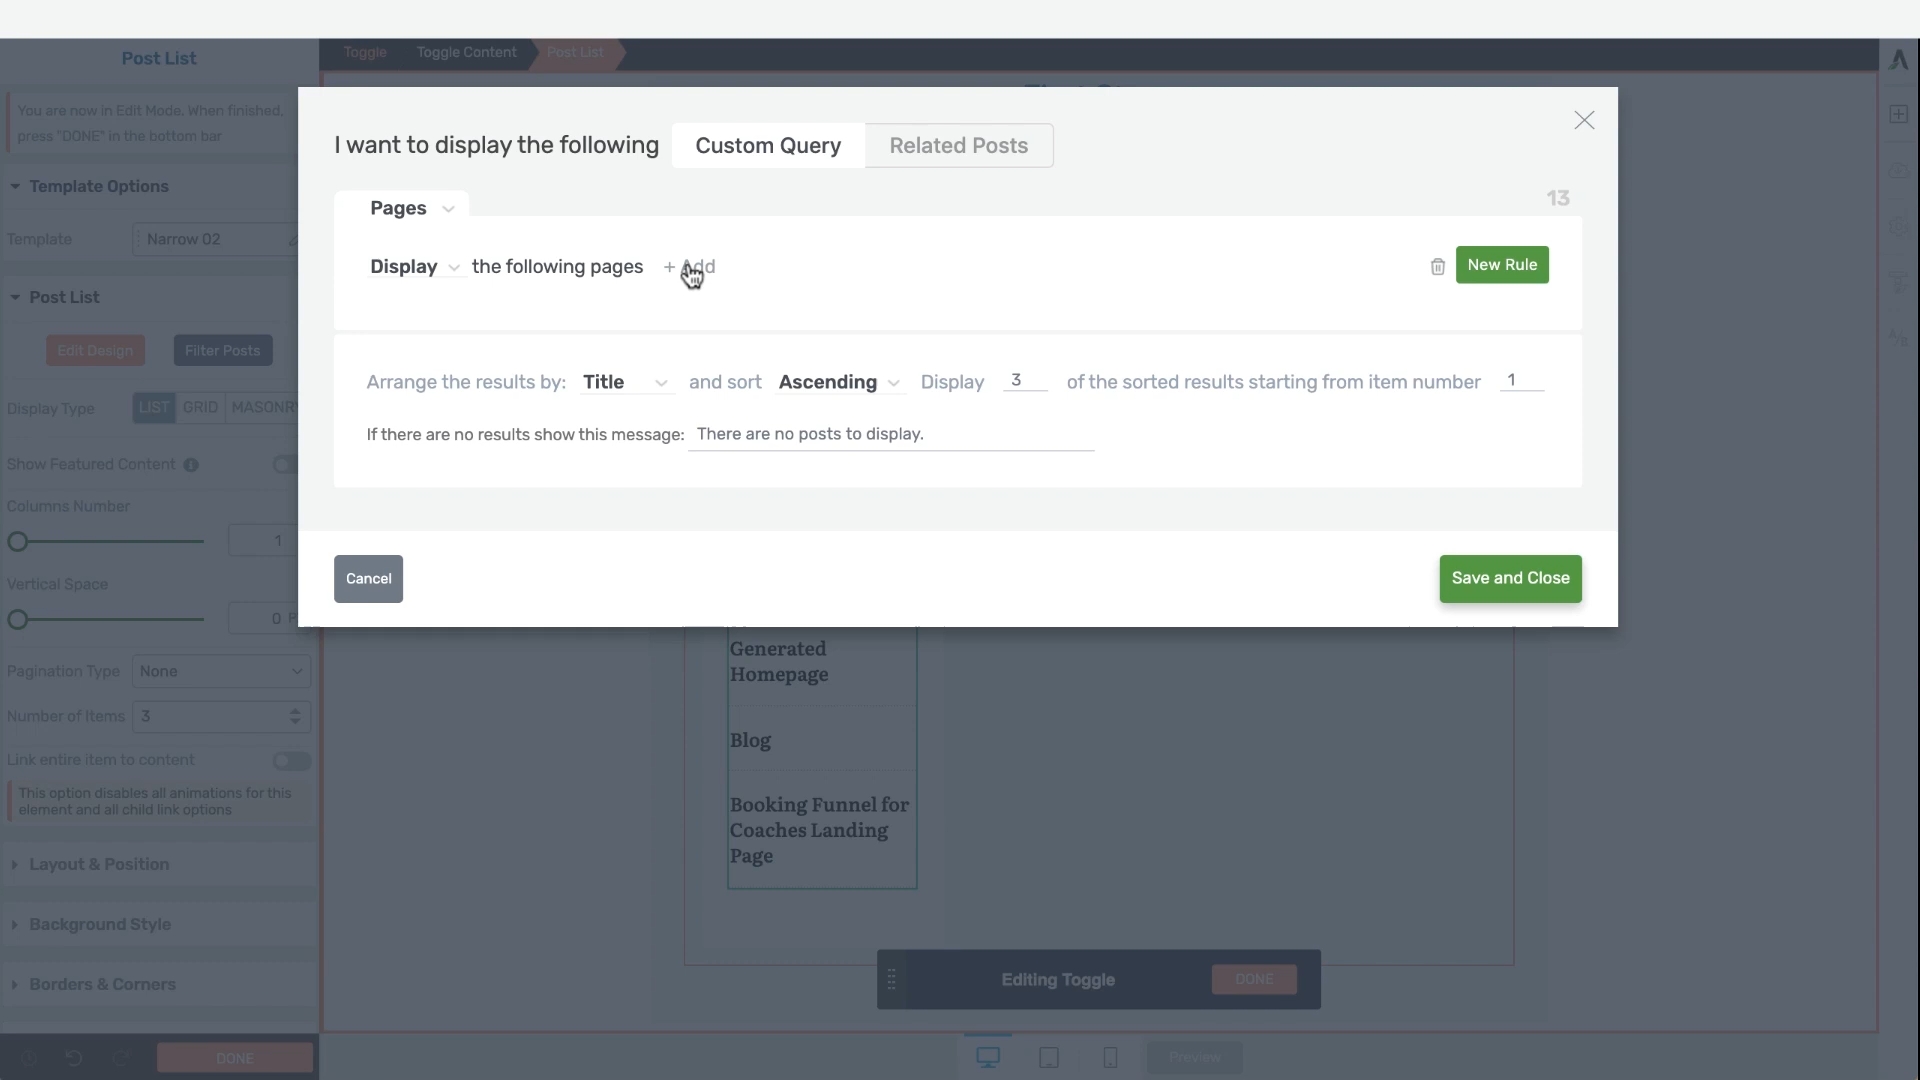 Post List
Toggle
Toggle Content
Post List
You are now in Edit Mode. When finished,
press "DONE" in the bottom bar
Template Options
Template
Narrow 02
Post List
Edit Design
Filter Posts
Display Type
LIST
GRID
MASONRY
Show Featured Content
Columns Number
1
Vertical Space
0
Pagination Type
None
Number of Items
3
Link entire item to content
This option disables all animations for this
element and all child link options
Layout & Position
Background Style
Borders & Corners
DONE
I want to display the following
Custom Query
Related Posts
Pages
13
Display
the following pages
+ Add
New Rule
Arrange the results by: Title and sort Ascending Display 3 of the sorted results starting from item number 1
If there are no results show this message: There are no posts to display.
Cancel
Save and Close
Generated
Homepage
Blog
Booking Funnel for
Coaches Landing
Page
Editing Toggle
DONE
Preview